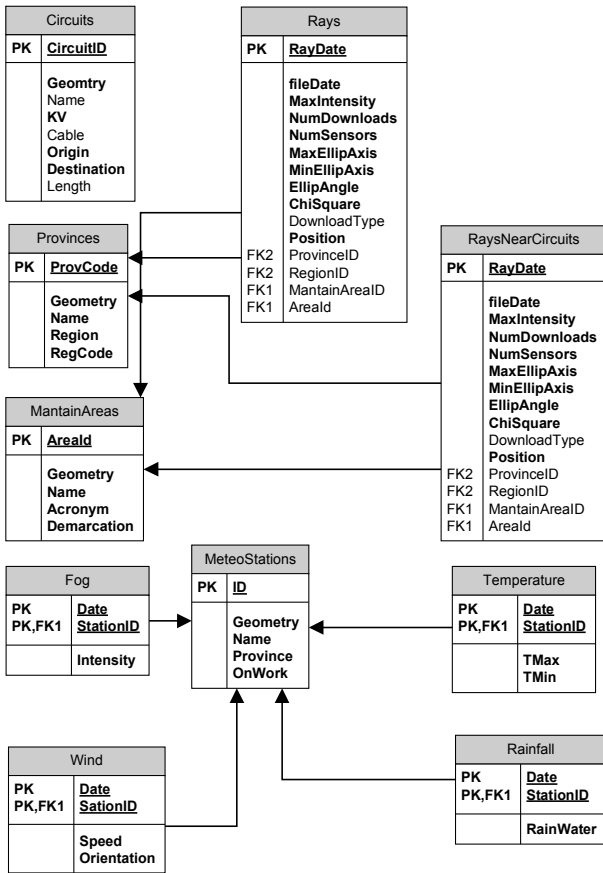 Circuits
PK CircuitID
Geomtry
Name
KV
Cable
Origin
Destination
Length
Rays
PK RayDate
fileDate
MaxIntensity
NumDownloads
NumSensors
MaxEllipAxis
MinEllipAxis
EllipAngle
ChiSquare
DownloadType
Position
FK2 ProvinceID
FK2 RegionID
FK1 MantainAreaID
FK1 AreaId
Provinces
PK ProvCode
Geometry
Name
Region
RegCode
RaysNearCircuits
PK RayDate
fileDate
MaxIntensity
NumDownloads
NumSensors
MaxEllipAxis
MinEllipAxis
EllipAngle
ChiSquare
DownloadType
Position
FK2 ProvinceID
FK2 RegionID
FK1 MantainAreaID
FK1 AreaId
MantainAreas
PK AreaId
Geometry
Name
Acronym
Demarcation
MeteoStations
PK ID
Geometry
Name
Province
OnWork
Fog
PK Date
PK,FK1 StationID
Intensity
Temperature
PK Date
PK,FK1 StationID
TMax
TMin
Wind
PK Date
PK,FK1 SationID
Speed
Orientation
Rainfall
PK Date
PK,FK1 StationID
RainWater